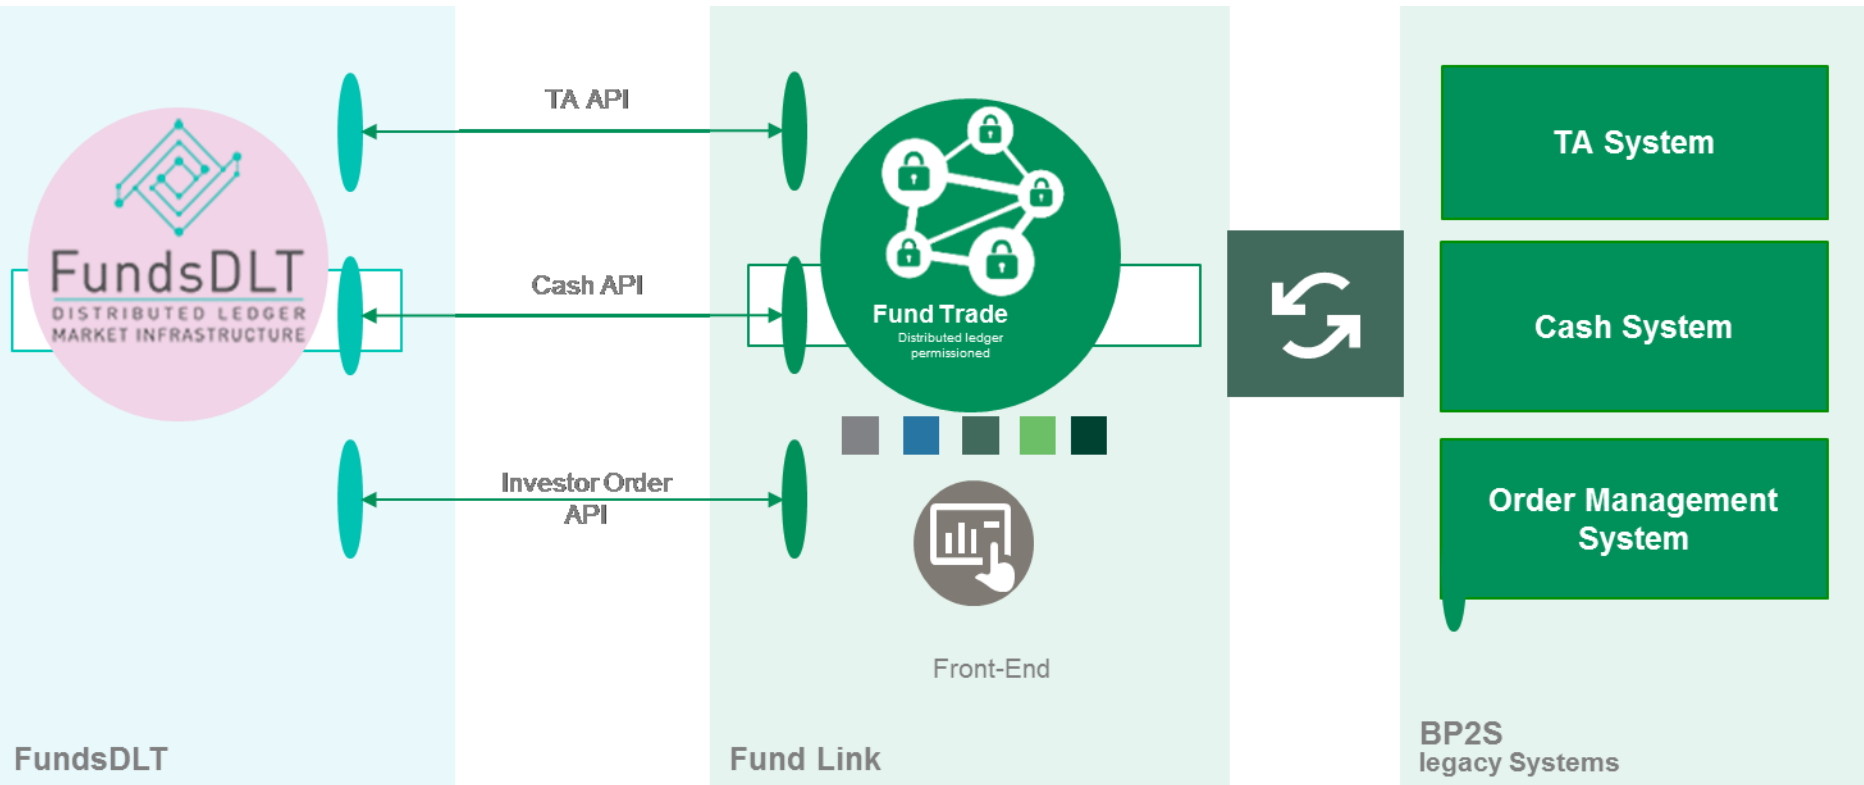 FundsDLT
DISTRIBUTED LEDGER
MARKET INFRASTRUCTURE
FundsDLT
TA API
Cash API
Investor Order
API
Fund Trade
Distributed ledger
permissioned
Front-End
Fund Link
TA System
Cash System
Order Management
System
BP2S
legacy Systems